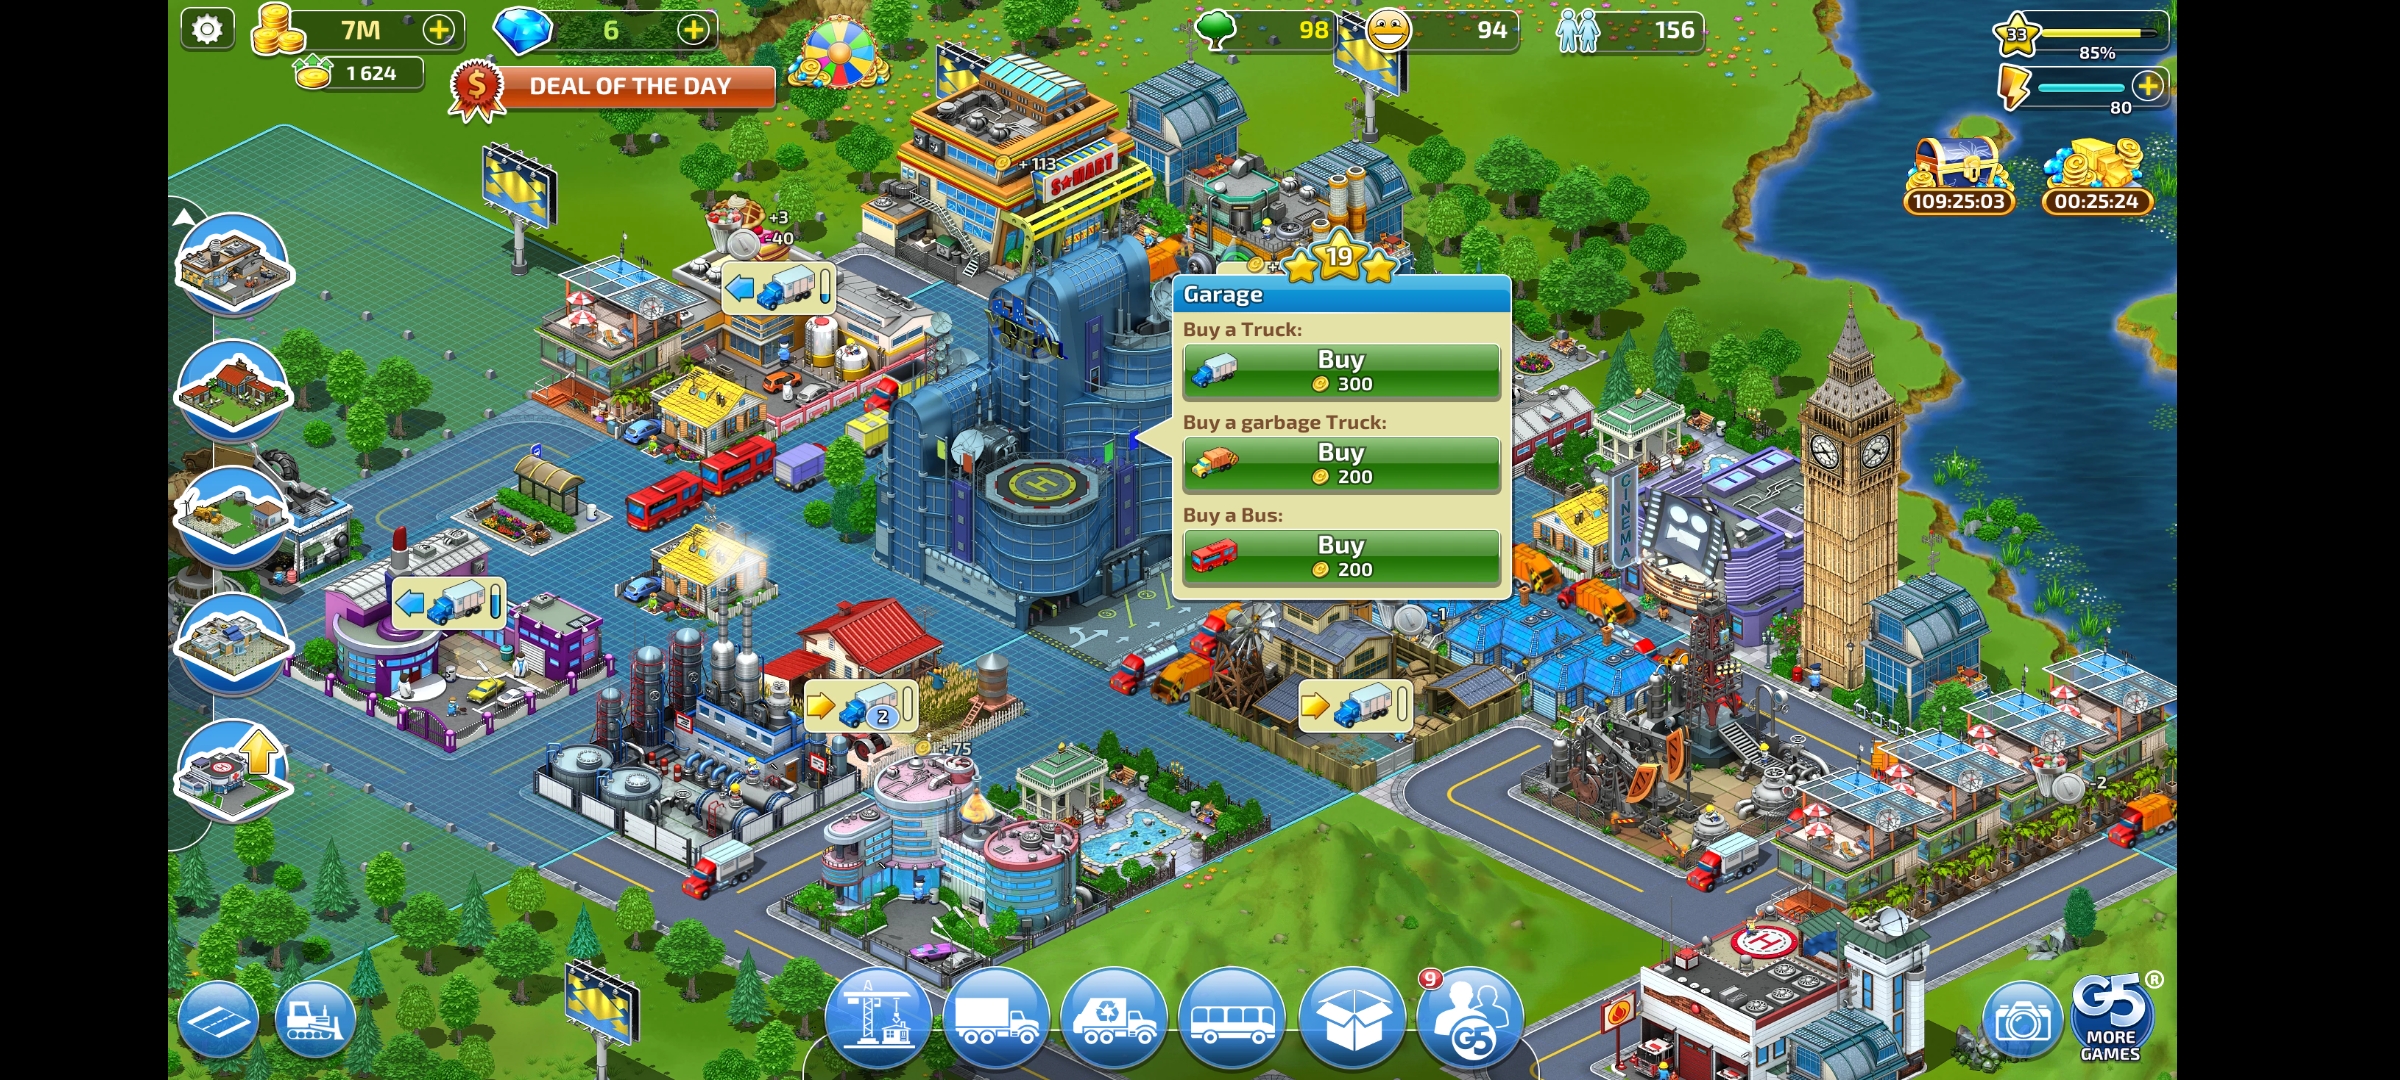 7M
6
98
94
156
33
85%
1 624
DEAL OF THE DAY
80
109:25:03
00:25:24
+113
S★MART
+3
-40
19
Garage
Buy a Truck:
Buy
300
Buy a garbage Truck:
Buy
200
Buy a Bus:
Buy
200
CINEMA
-1
2
+75
-2
H
H
9
G5
G5
®
MORE
GAMES